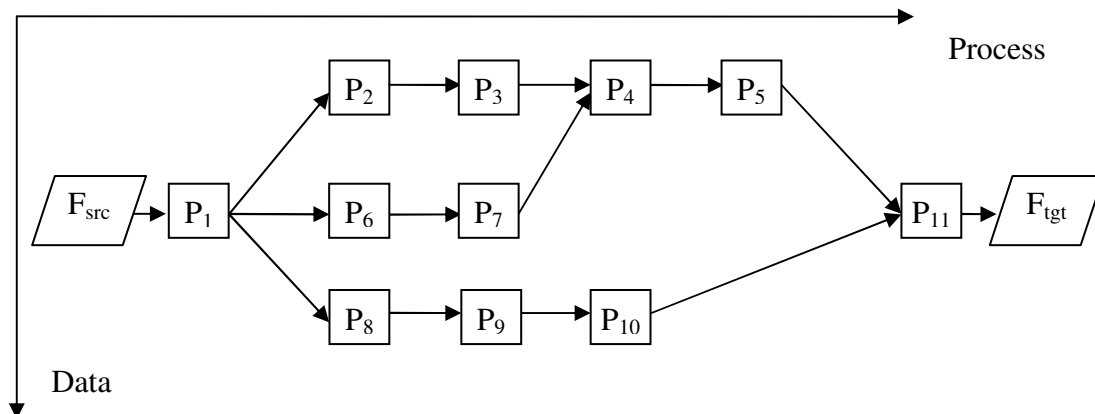 Process
P2 P3 P4 P5
Fsrc P1 P6 P7 P11 Ftgt
P8 P9 P10
Data